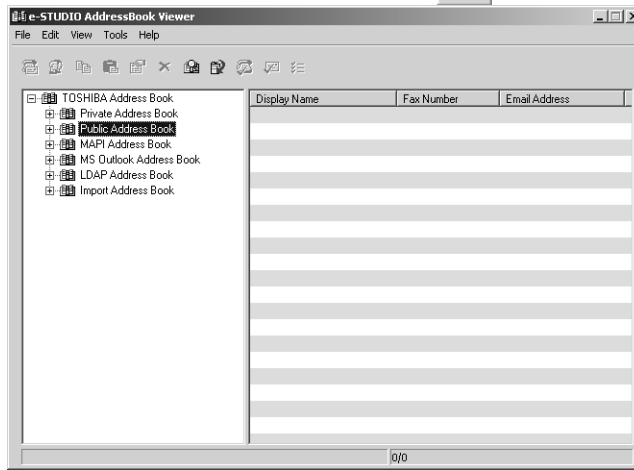 e-STUDIO AddressBook Viewer
File Edit View Tools Help
TOSHIBA Address Book
Private Address Book
Public Address Book
MAPI Address Book
MS Outlook Address Book
LDAP Address Book
Import Address Book
Display Name Fax Number Email Address
0/0